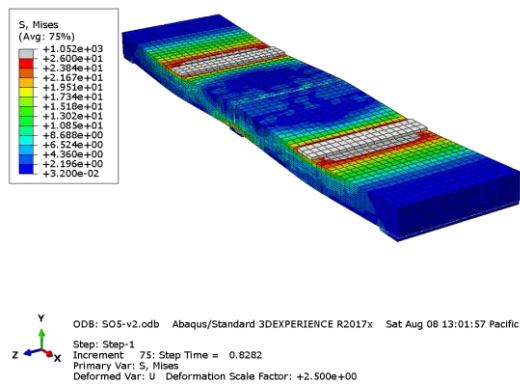 S, Mises
(Avg: 75%)
+1.052e+03
+2.600e+01
+2.384e+01
+2.167e+01
+1.951e+01
+1.734e+01
+1.518e+01
+1.302e+01
+1.085e+01
+8.688e+00
+6.524e+00
+4.360e+00
+2.196e+00
+3.200e-02
Y
Z
X
ODB: SO5-v2.odb Abaqus/Standard 3DEXPERIENCE R2017x Sat Aug 08 13:01:57 Pacific
Step: Step-1
Increment 75: Step Time = 0.8282
Primary Var: S, Mises
Deformed Var: U Deformation Scale Factor: +2.500e+00